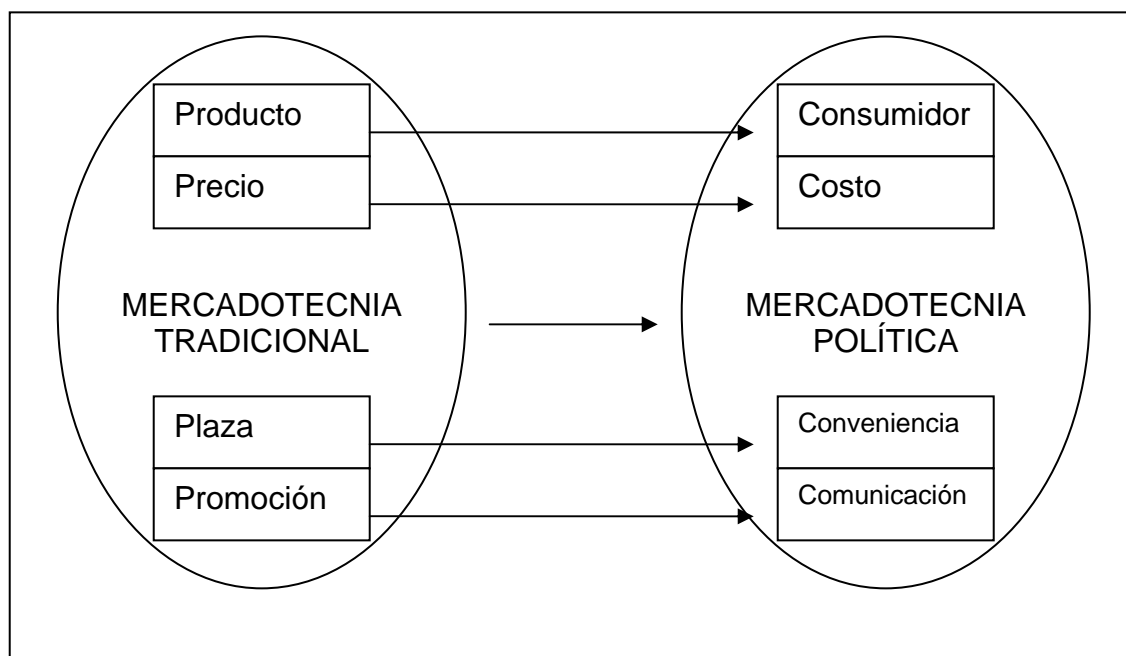 Producto
Precio
MERCADOTECNIA
TRADICIONAL
Plaza
Promoción
Consumidor
Costo
MERCADOTECNIA
POLÍTICA
Conveniencia
Comunicación